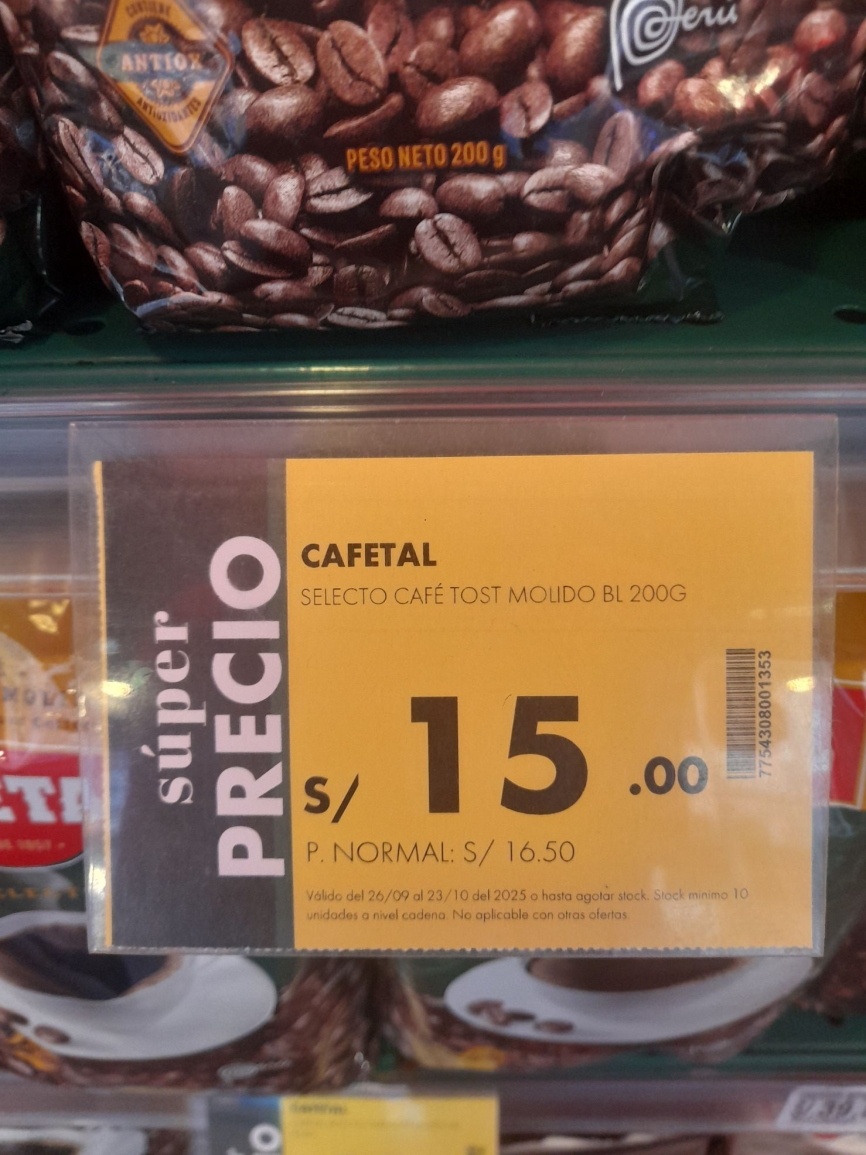 CONTIENE
ANTIOX
ANTIOXIDANTES
Perú
PESO NETO 200 g
súper
PRECIO
CAFETAL
SELECTO CAFÉ TOST MOLIDO BL 200G
S/ 15.00
P. NORMAL: S/ 16.50
Válido del 26/09 al 23/10 del 2025 o hasta agotar stock. Stock mínimo 10
unidades a nivel cadena. No aplicable con otras ofertas.
7754308001353